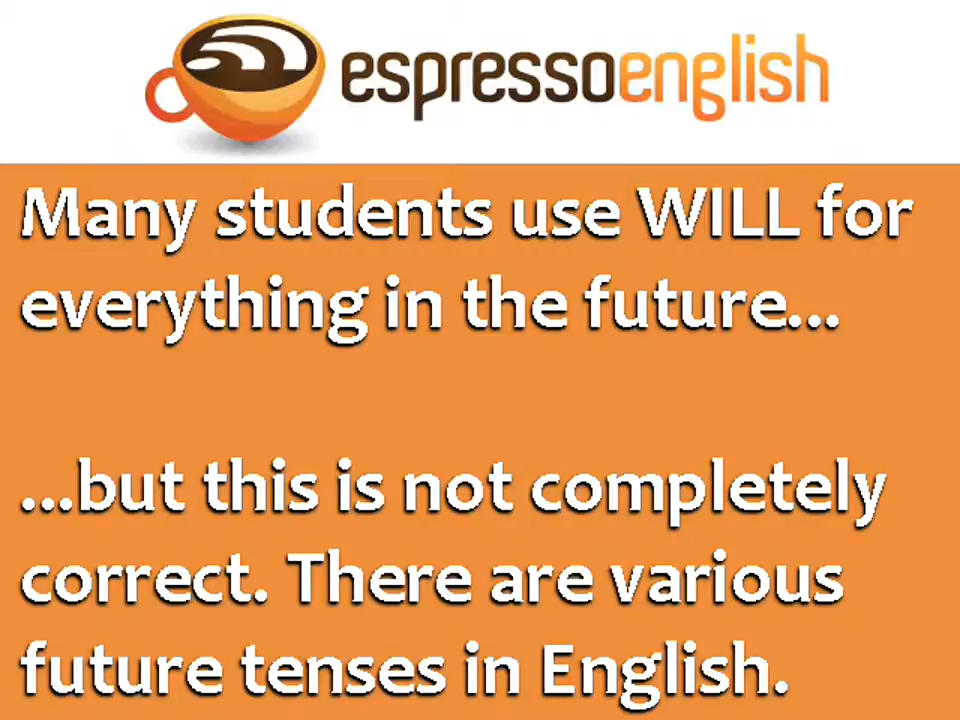 espressoenglish
Many students use WILL for
everything in the future...
...but this is not completely
correct. There are various
future tenses in English.